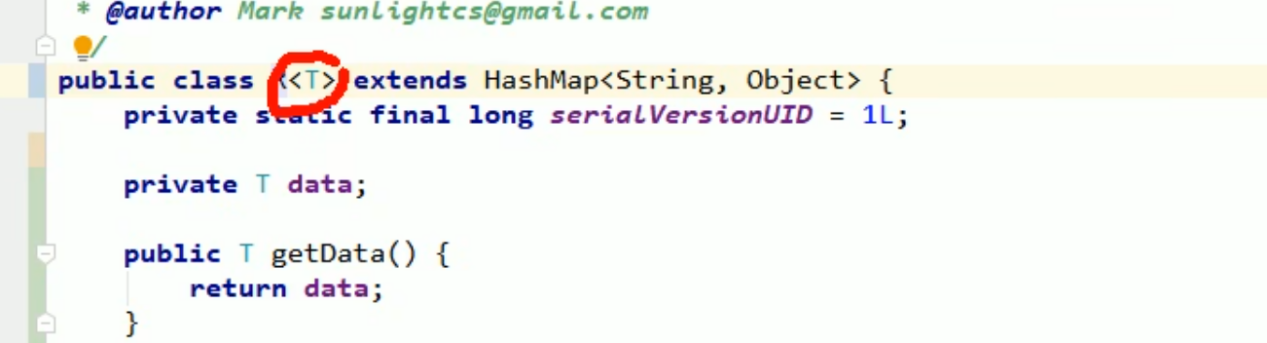 * @author Mark sunlightcs@gmail.com
*/
public class R<T> extends HashMap<String, Object> {
private static final long serialVersionUID = 1L;
private T data;
public T getData() {
return data;
}